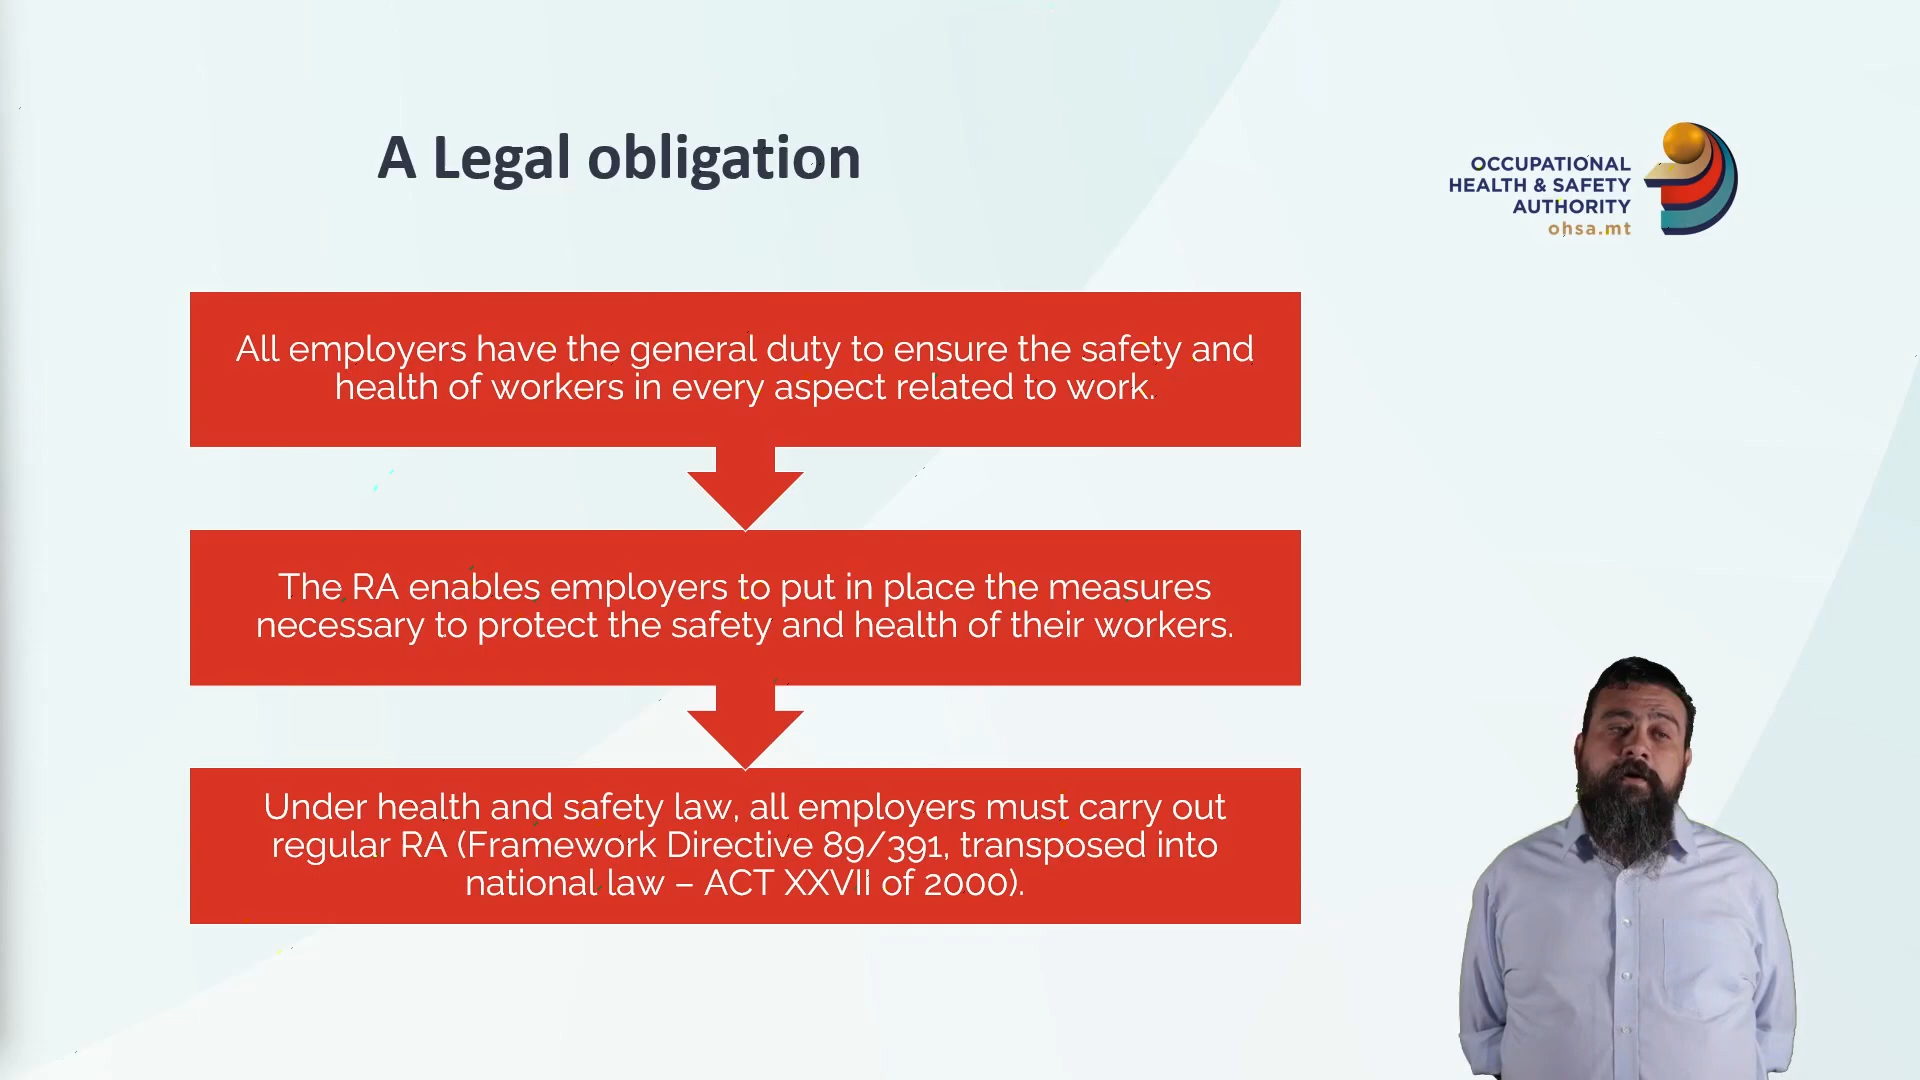 A Legal obligation
OCCUPATIONAL
HEALTH & SAFETY
AUTHORITY
ohsa.mt
All employers have the general duty to ensure the safety and
health of workers in every aspect related to work.
The RA enables employers to put in place the measures
necessary to protect the safety and health of their workers.
Under health and safety law, all employers must carry out
regular RA (Framework Directive 89/391, transposed into
national law – ACT XXVII of 2000).